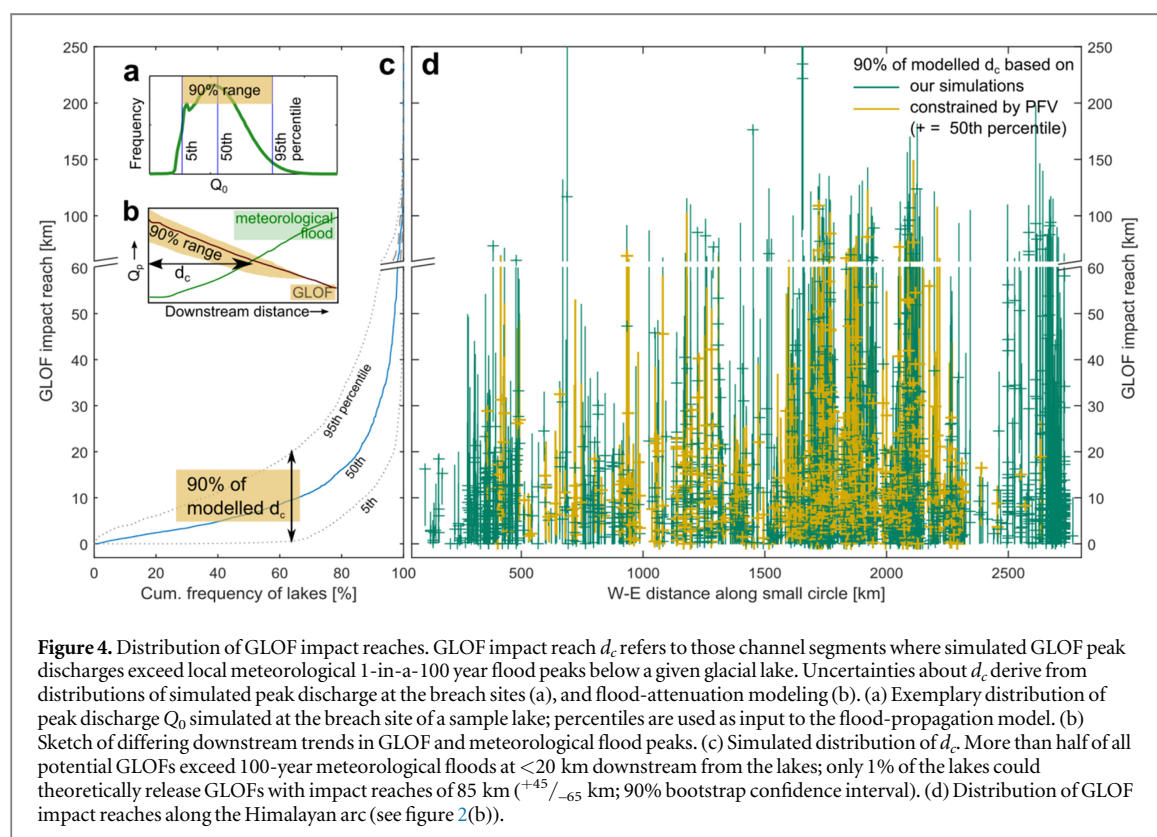 250
200
150
100
60
50
40
30
20
10
0
GLOF impact reach [km]
0 20 40 60 80 100
Cum. frequency of lakes [%]
a
90% range
Frequency
5th
50th
95th
percentile
Q0
b
meteorological
flood
90% range
Qp
dc
GLOF
Downstream distance
c
95th percentile
50th
5th
90% of
modelled dc
d
90% of modelled dc based on
our simulations
constrained by PFV
(+ = 50th percentile)
250
200
150
100
60
50
40
30
20
10
0
GLOF impact reach [km]
500 1000 1500 2000 2500
W-E distance along small circle [km]
Figure 4. Distribution of GLOF impact reaches. GLOF impact reach dc refers to those channel segments where simulated GLOF peak
discharges exceed local meteorological 1-in-a-100 year flood peaks below a given glacial lake. Uncertainties about dc derive from
distributions of simulated peak discharge at the breach sites (a), and flood-attenuation modeling (b). (a) Exemplary distribution of
peak discharge Q0 simulated at the breach site of a sample lake; percentiles are used as input to the flood-propagation model. (b)
Sketch of differing downstream trends in GLOF and meteorological flood peaks. (c) Simulated distribution of dc. More than half of all
potential GLOFs exceed 100-year meteorological floods at <20 km downstream from the lakes; only 1% of the lakes could
theoretically release GLOFs with impact reaches of 85 km (+45/−65 km; 90% bootstrap confidence interval). (d) Distribution of GLOF
impact reaches along the Himalayan arc (see figure 2(b)).